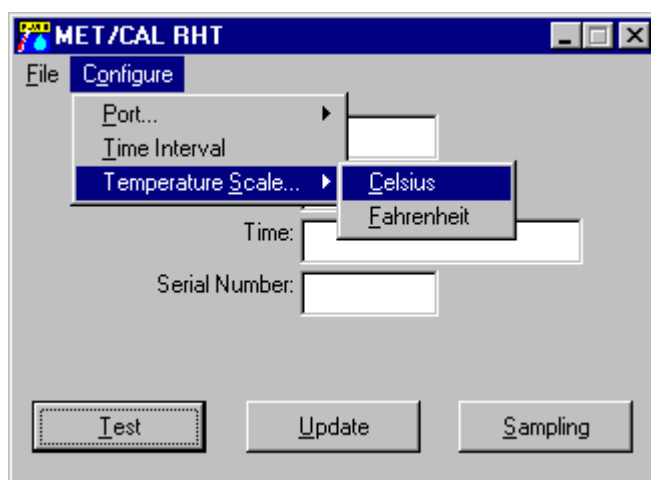 MET/CAL RHT
File Configure
Port...
Time Interval
Temperature Scale...
Celsius
Fahrenheit
Time:
Serial Number:
Test Update Sampling